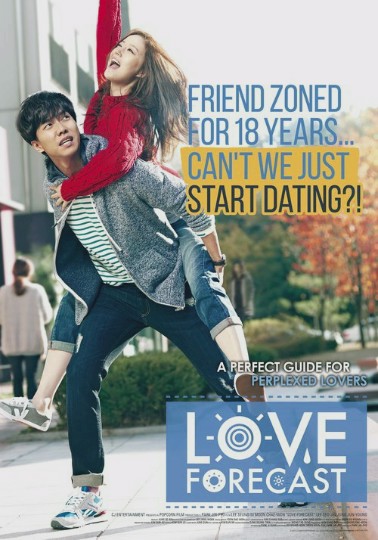 FRIEND ZONED
FOR 18 YEARS...
CAN'T WE JUST
START DATING?!
A PERFECT GUIDE FOR
PERPLEXED LOVERS
LOVE
FORECAST